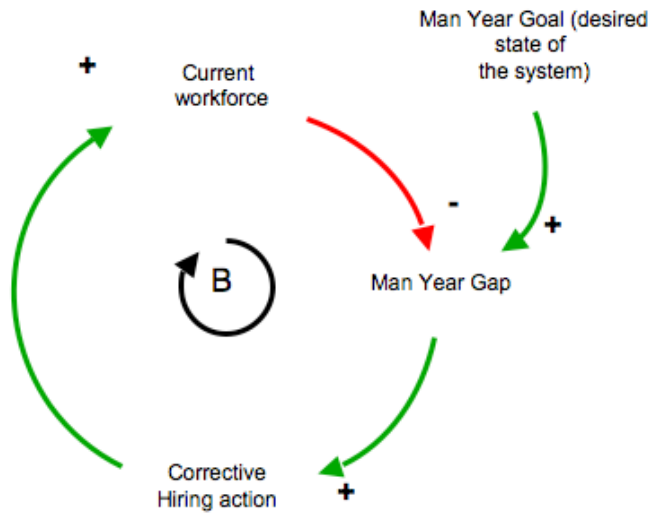 Man Year Goal (desired
state of
the system)
+
Current
workforce
-
+
B
Man Year Gap
Corrective
Hiring action
+